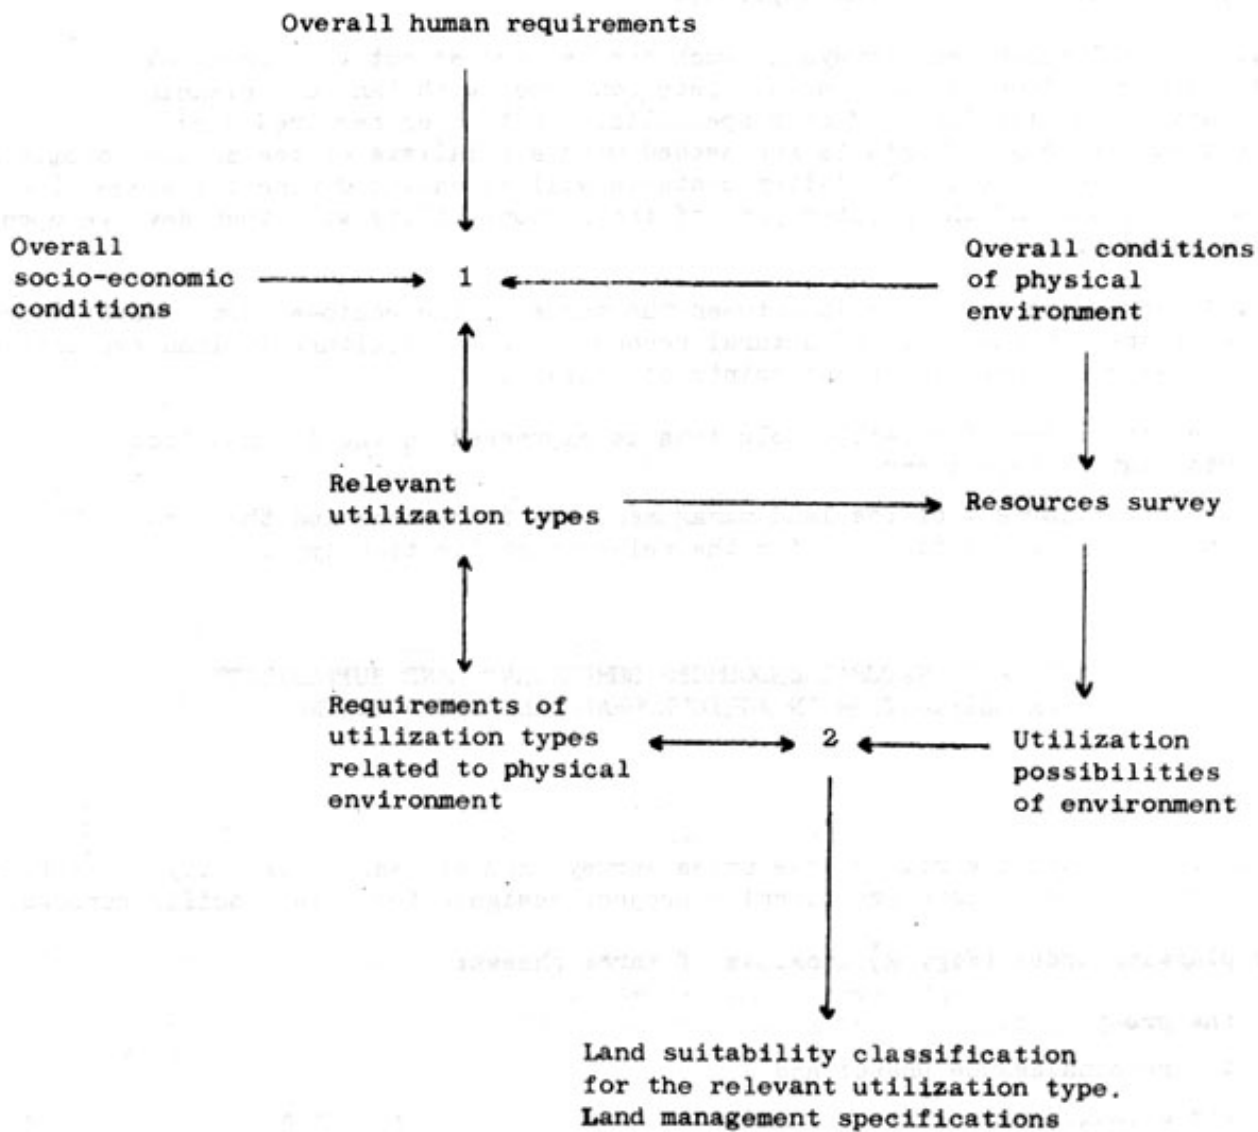 Overall human requirements
Overall
socio-economic
conditions
1
Overall conditions
of physical
environment
Relevant
utilization types
Resources survey
Requirements of
utilization types
related to physical
environment
2
Utilization
possibilities
of environment
Land suitability classification
for the relevant utilization type.
Land management specifications